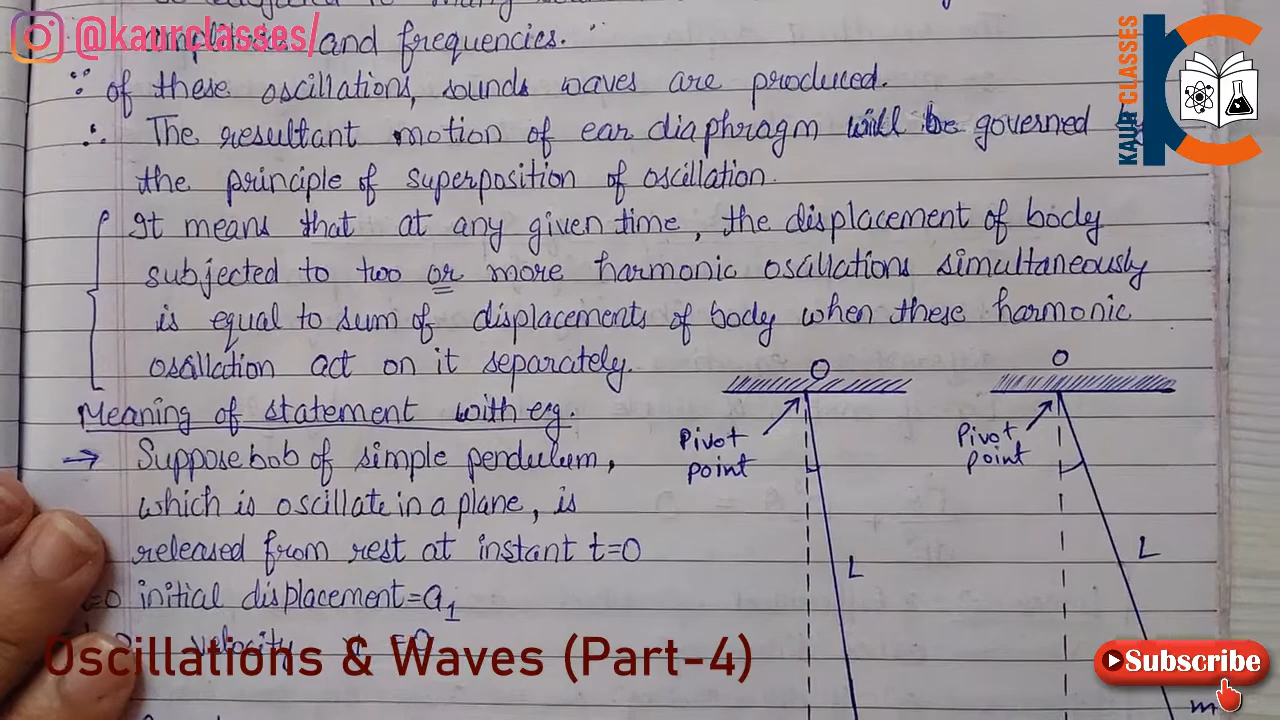 @kaurclasses/
and frequencies.
∵ of these oscillations, sounds waves are produced.
∴ The resultant motion of ear diaphragm will be governed
the principle of superposition of oscillation.
It means that at any given time, the displacement of body
subjected to two or more harmonic oscillations simultaneously
is equal to sum of displacements of body when these harmonic
oscillation act on it separately.
Meaning of statement with eg.
→ Suppose bob of simple pendulum,
which is oscillate in a plane, is
released from rest at instant t=0
initial displacement=a1
velocity
O
Pivot
point
L
O
Pivot
point
L
m
KAUR CLASSES
Oscillations & Waves (Part-4)
Subscribe